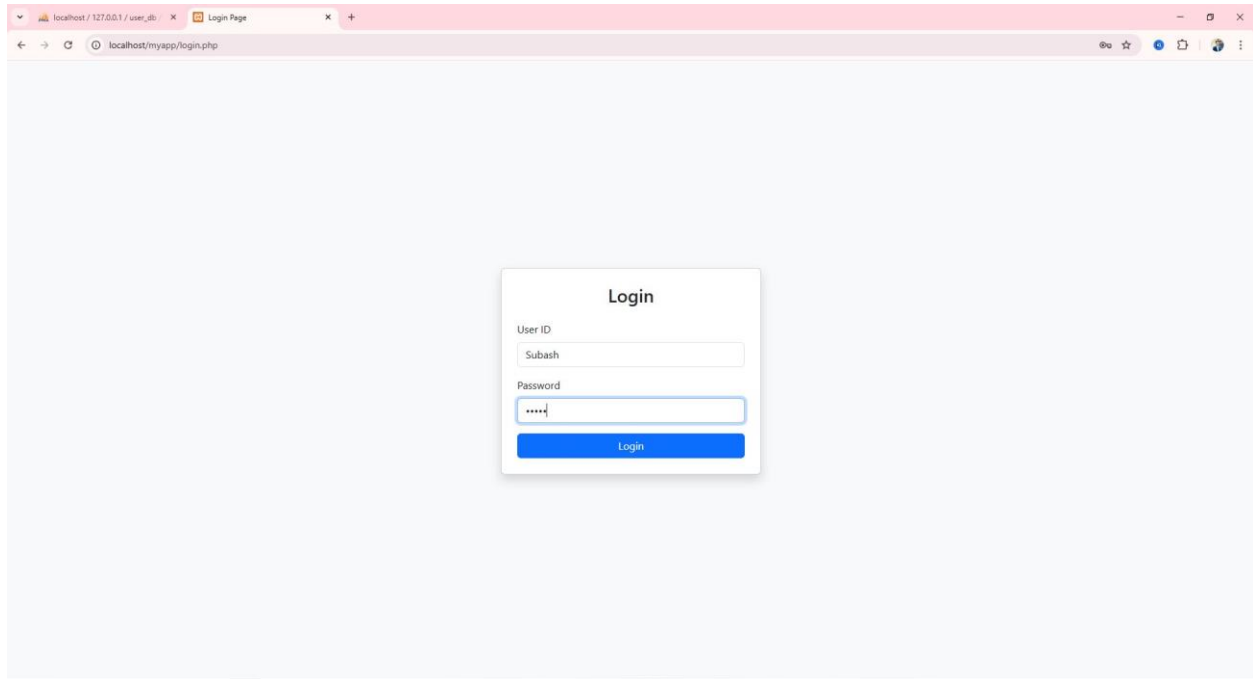 localhost / 127.0.0.1 / user_db /
Login Page
localhost/myapp/login.php
Login
User ID
Subash
Password
•••••
Login